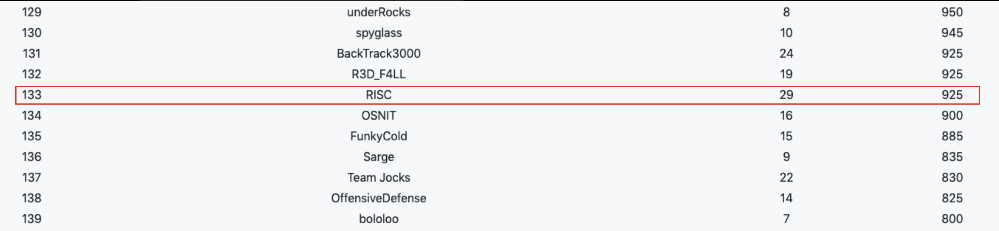 129 underRocks 8 950
130 spyglass 10 945
131 BackTrack3000 24 925
132 R3D_F4LL 19 925
133 RISC 29 925
134 OSNIT 16 900
135 FunkyCold 15 885
136 Sarge 9 835
137 Team Jocks 22 830
138 OffensiveDefense 14 825
139 bololoo 7 800